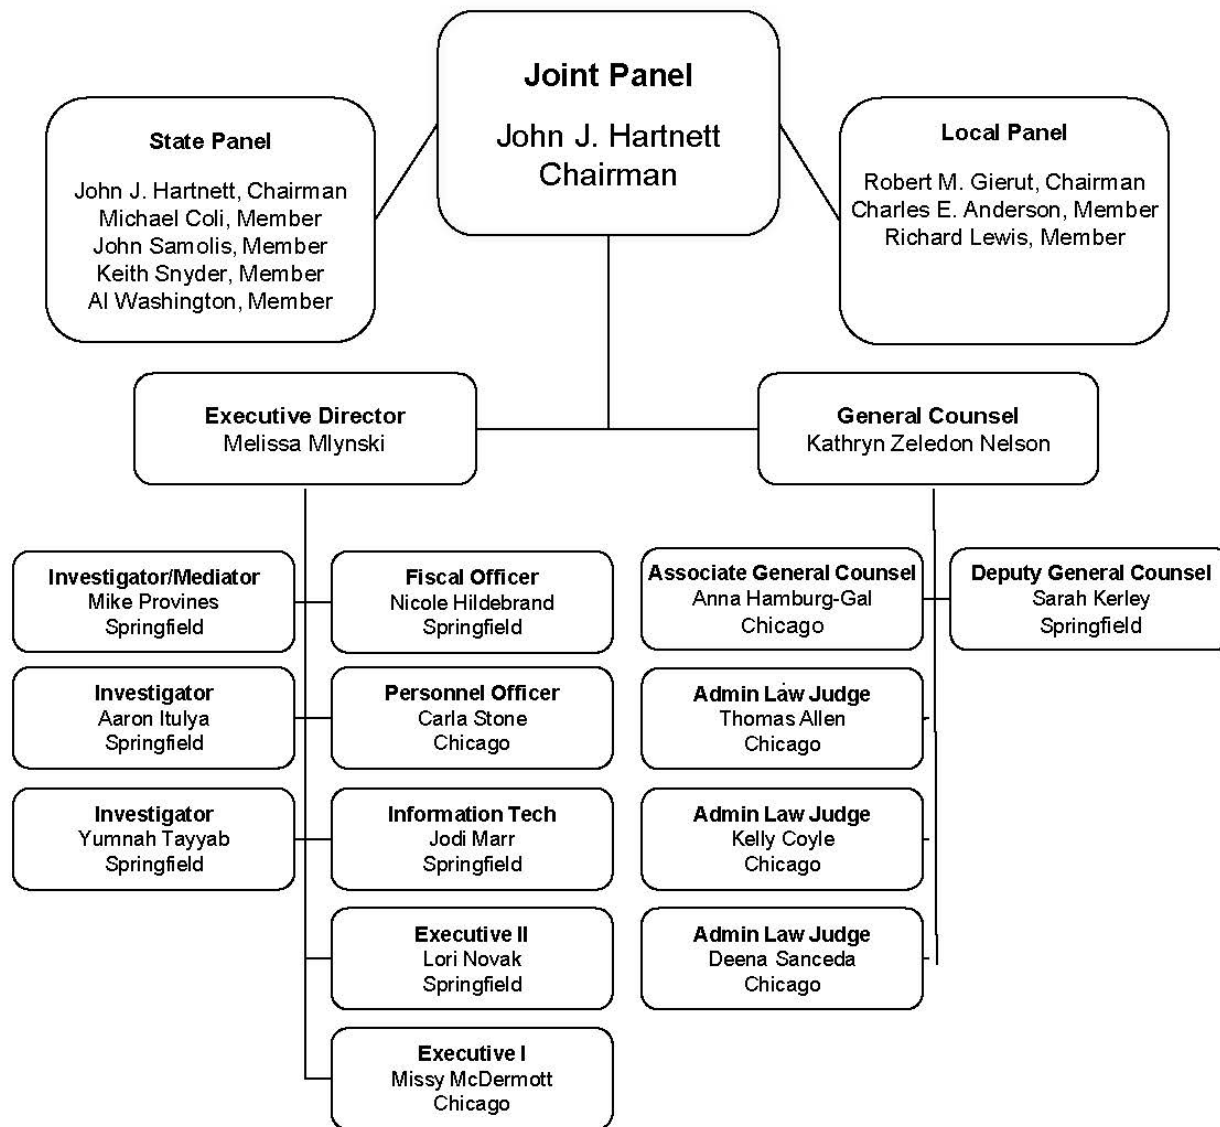 Joint Panel
John J. Hartnett
Chairman
State Panel
John J. Hartnett, Chairman
Michael Coli, Member
John Samolis, Member
Keith Snyder, Member
Al Washington, Member
Local Panel
Robert M. Gierut, Chairman
Charles E. Anderson, Member
Richard Lewis, Member
Executive Director
Melissa Mlynski
General Counsel
Kathryn Zeledon Nelson
Investigator/Mediator
Mike Provines
Springfield
Fiscal Officer
Nicole Hildebrand
Springfield
Associate General Counsel
Anna Hamburg-Gal
Chicago
Deputy General Counsel
Sarah Kerley
Springfield
Investigator
Aaron Itulya
Springfield
Personnel Officer
Carla Stone
Chicago
Admin Law Judge
Thomas Allen
Chicago
Investigator
Yumnah Tayyab
Springfield
Information Tech
Jodi Marr
Springfield
Admin Law Judge
Kelly Coyle
Chicago
Executive II
Lori Novak
Springfield
Admin Law Judge
Deena Sanceda
Chicago
Executive I
Missy McDermott
Chicago